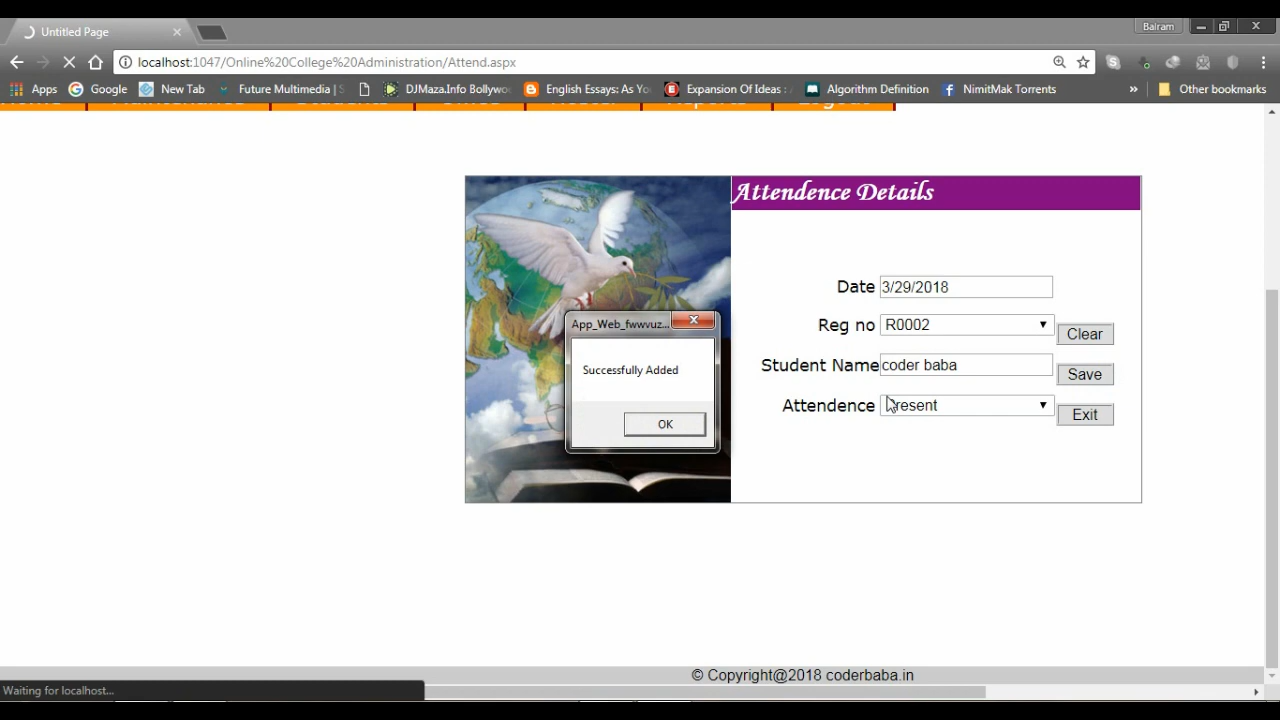 Untitled Page
Balram
localhost:1047/Online%20College%20Administration/Attend.aspx
Apps
Google
New Tab
Future Multimedia | S
DJMaza.Info Bollywo
English Essays: As Yo
Expansion Of Ideas :
Algorithm Definition
NimitMak Torrents
»
Other bookmarks
Attendence Details
Date 3/29/2018
Reg no R0002
Clear
Student Name coder baba
Save
Attendence Present
Exit
App_Web_fwwvuz...
Successfully Added
OK
© Copyright@2018 coderbaba.in
Waiting for localhost...